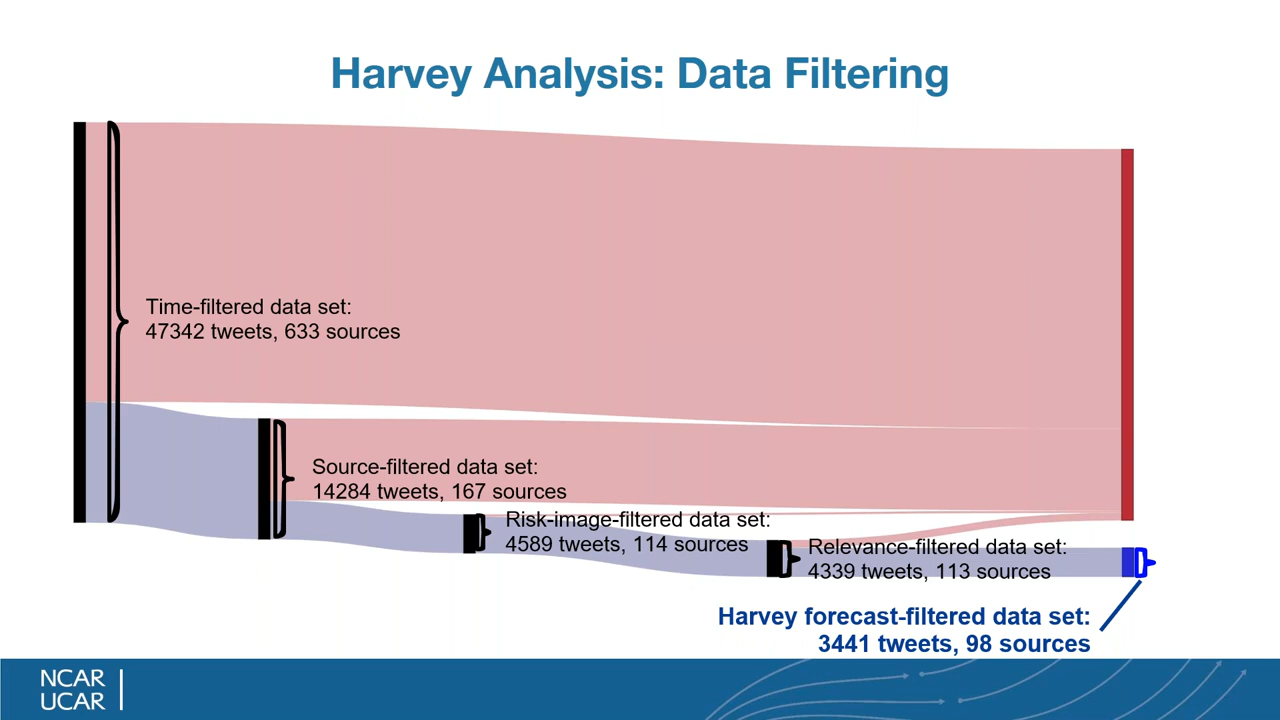 Harvey Analysis: Data Filtering
Time-filtered data set:
47342 tweets, 633 sources
Source-filtered data set:
14284 tweets, 167 sources
Risk-image-filtered data set:
4589 tweets, 114 sources
Relevance-filtered data set:
4339 tweets, 113 sources
Harvey forecast-filtered data set:
3441 tweets, 98 sources
NCAR
UCAR